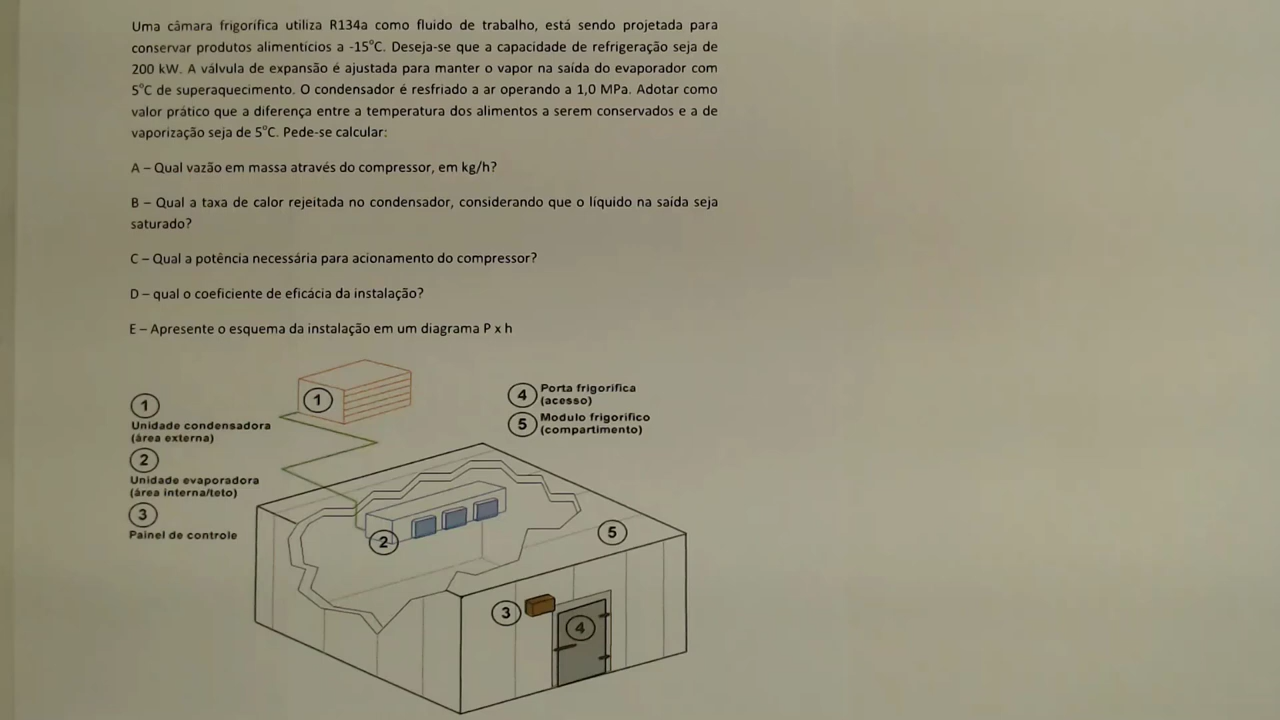 Uma câmara frigorífica utiliza R134a como fluido de trabalho, está sendo projetada para
conservar produtos alimentícios a -15°C. Deseja-se que a capacidade de refrigeração seja de
200 kW. A válvula de expansão é ajustada para manter o vapor na saída do evaporador com
5°C de superaquecimento. O condensador é resfriado a ar operando a 1,0 MPa. Adotar como
valor prático que a diferença entre a temperatura dos alimentos a serem conservados e a de
vaporização seja de 5°C. Pede-se calcular:
A – Qual vazão em massa através do compressor, em kg/h?
B – Qual a taxa de calor rejeitada no condensador, considerando que o líquido na saída seja
saturado?
C – Qual a potência necessária para acionamento do compressor?
D – qual o coeficiente de eficácia da instalação?
E – Apresente o esquema da instalação em um diagrama P x h
1
Unidade condensadora
(área externa)
2
Unidade evaporadora
(área interna/teto)
3
Painel de controle
1
4
Porta frigorifica
(acesso)
5
Modulo frigorifico
(compartimento)
2
5
3
4